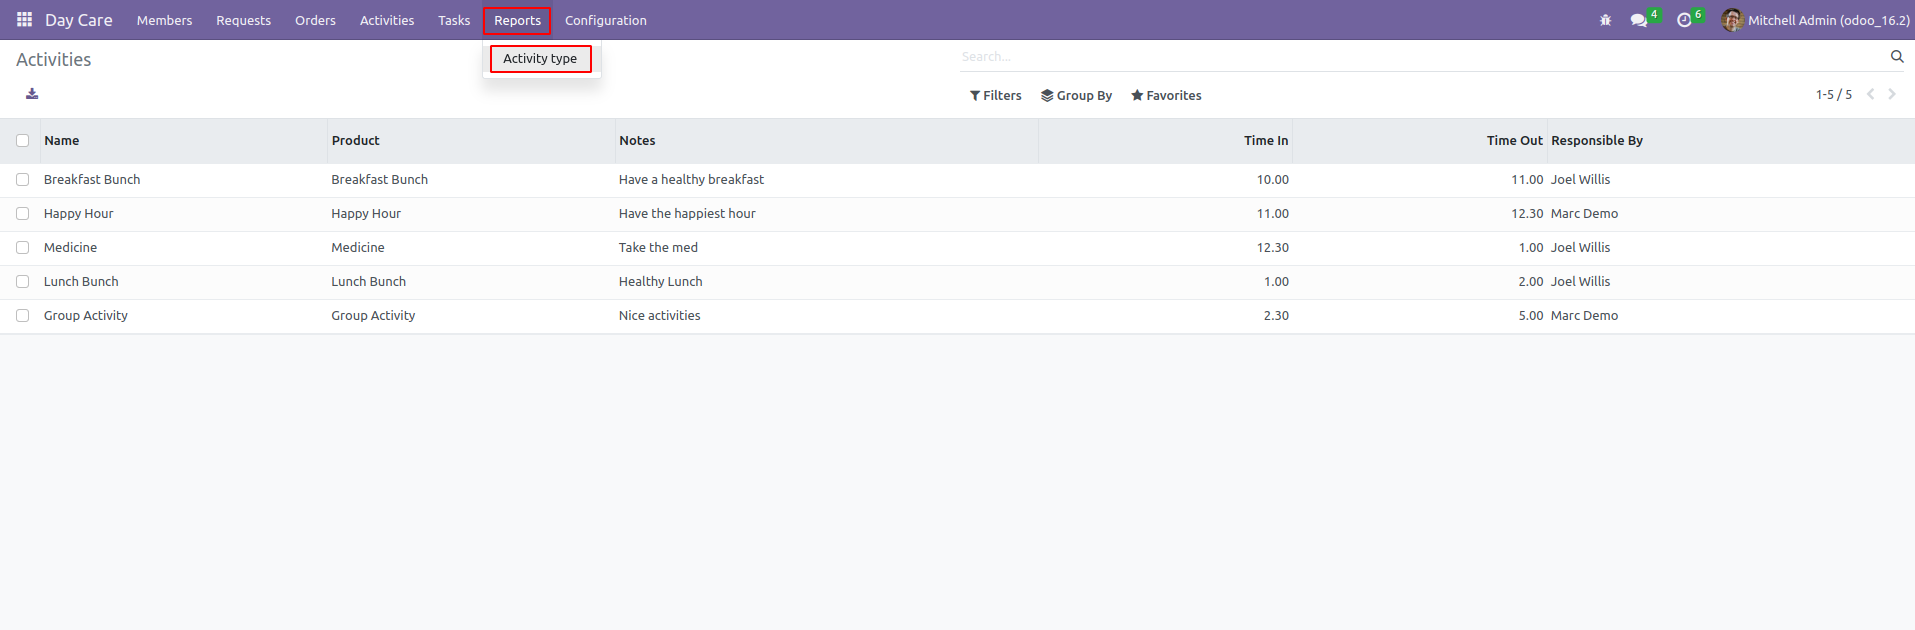 Day Care Members Requests Orders Activities Tasks Reports Configuration 4 6 Mitchell Admin (odoo_16.2)
Activities Activity type Search...
Filters Group By Favorites 1-5 / 5
Name Product Notes Time In Time Out Responsible By
Breakfast Bunch Breakfast Bunch Have a healthy breakfast 10.00 11.00 Joel Willis
Happy Hour Happy Hour Have the happiest hour 11.00 12.30 Marc Demo
Medicine Medicine Take the med 12.30 1.00 Joel Willis
Lunch Bunch Lunch Bunch Healthy Lunch 1.00 2.00 Joel Willis
Group Activity Group Activity Nice activities 2.30 5.00 Marc Demo